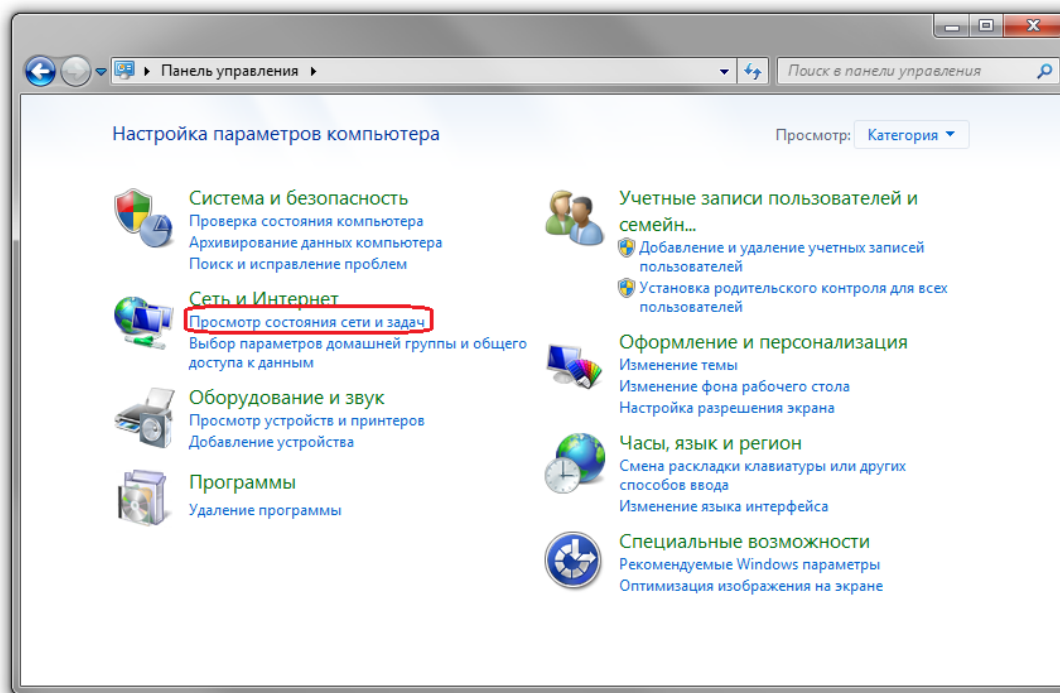 Панель управления
Поиск в панели управления
Настройка параметров компьютера
Просмотр: Категория
Система и безопасность
Проверка состояния компьютера
Архивирование данных компьютера
Поиск и исправление проблем
Сеть и Интернет
Просмотр состояния сети и задач
Выбор параметров домашней группы и общего
доступа к данным
Оборудование и звук
Просмотр устройств и принтеров
Добавление устройства
Программы
Удаление программы
Учетные записи пользователей и
семейн...
Добавление и удаление учетных записей
пользователей
Установка родительского контроля для всех
пользователей
Оформление и персонализация
Изменение темы
Изменение фона рабочего стола
Настройка разрешения экрана
Часы, язык и регион
Смена раскладки клавиатуры или других
способов ввода
Изменение языка интерфейса
Специальные возможности
Рекомендуемые Windows параметры
Оптимизация изображения на экране